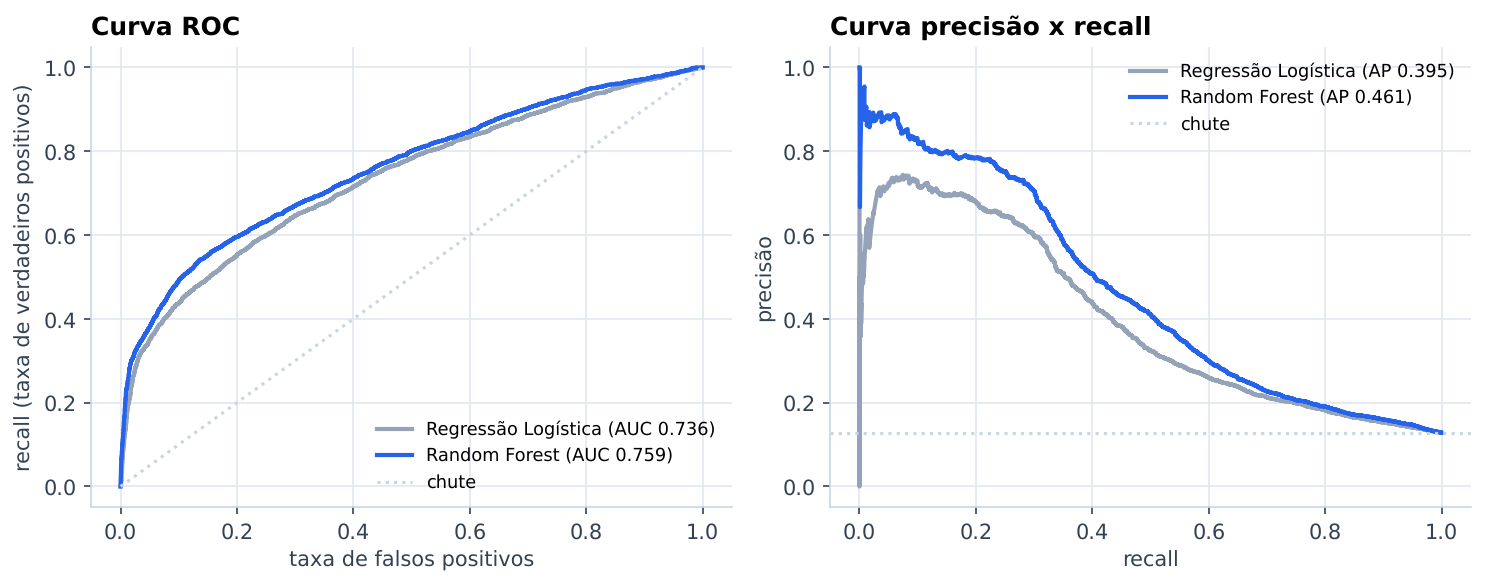 Curva ROC
recall (taxa de verdadeiros positivos)
1.0
0.8
0.6
0.4
0.2
0.0
Regressão Logística (AUC 0.736)
Random Forest (AUC 0.759)
chute
0.0 0.2 0.4 0.6 0.8 1.0
taxa de falsos positivos
Curva precisão x recall
precisão
1.0
0.8
0.6
0.4
0.2
0.0
Regressão Logística (AP 0.395)
Random Forest (AP 0.461)
chute
0.0 0.2 0.4 0.6 0.8 1.0
recall